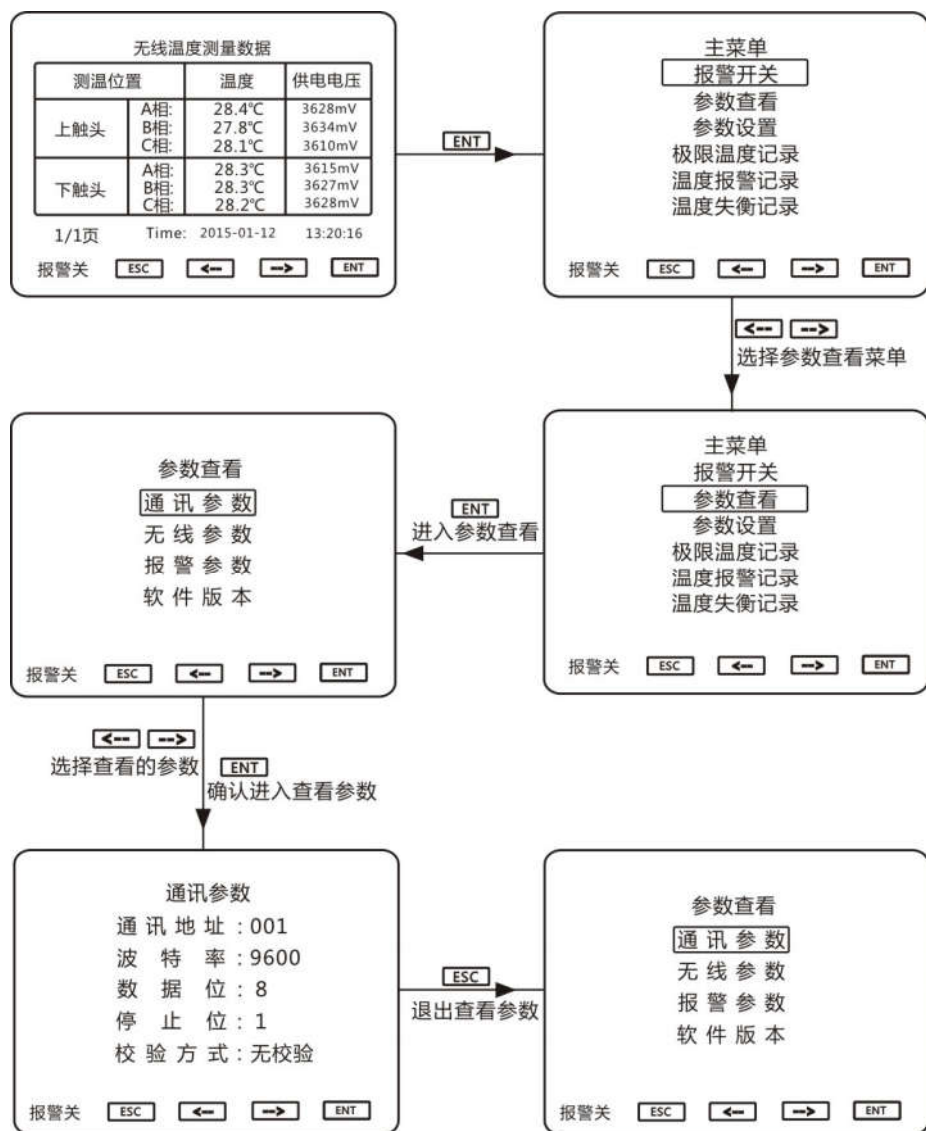 无线温度测量数据
测温位置 温度 供电电压
上触头 A相: 28.4℃ 3628mV
B相: 27.8℃ 3634mV
C相: 28.1℃ 3610mV
下触头 A相: 28.3℃ 3615mV
B相: 28.3℃ 3627mV
C相: 28.2℃ 3628mV
1/1页 Time: 2015-01-12 13:20:16
报警关 ESC <-- --> ENT
ENT
主菜单
报警开关
参数查看
参数设置
极限温度记录
温度报警记录
温度失衡记录
报警关 ESC <-- --> ENT
<-- -->
选择参数查看菜单
主菜单
报警开关
参数查看
参数设置
极限温度记录
温度报警记录
温度失衡记录
报警关 ESC <-- --> ENT
ENT
进入参数查看
参数查看
通讯参数
无线参数
报警参数
软件版本
报警关 ESC <-- --> ENT
<-- -->
选择查看的参数
ENT
确认进入查看参数
通讯参数
通讯地址:001
波特率:9600
数据位:8
停止位:1
校验方式:无校验
报警关 ESC <-- --> ENT
ESC
退出查看参数
参数查看
通讯参数
无线参数
报警参数
软件版本
报警关 ESC <-- --> ENT